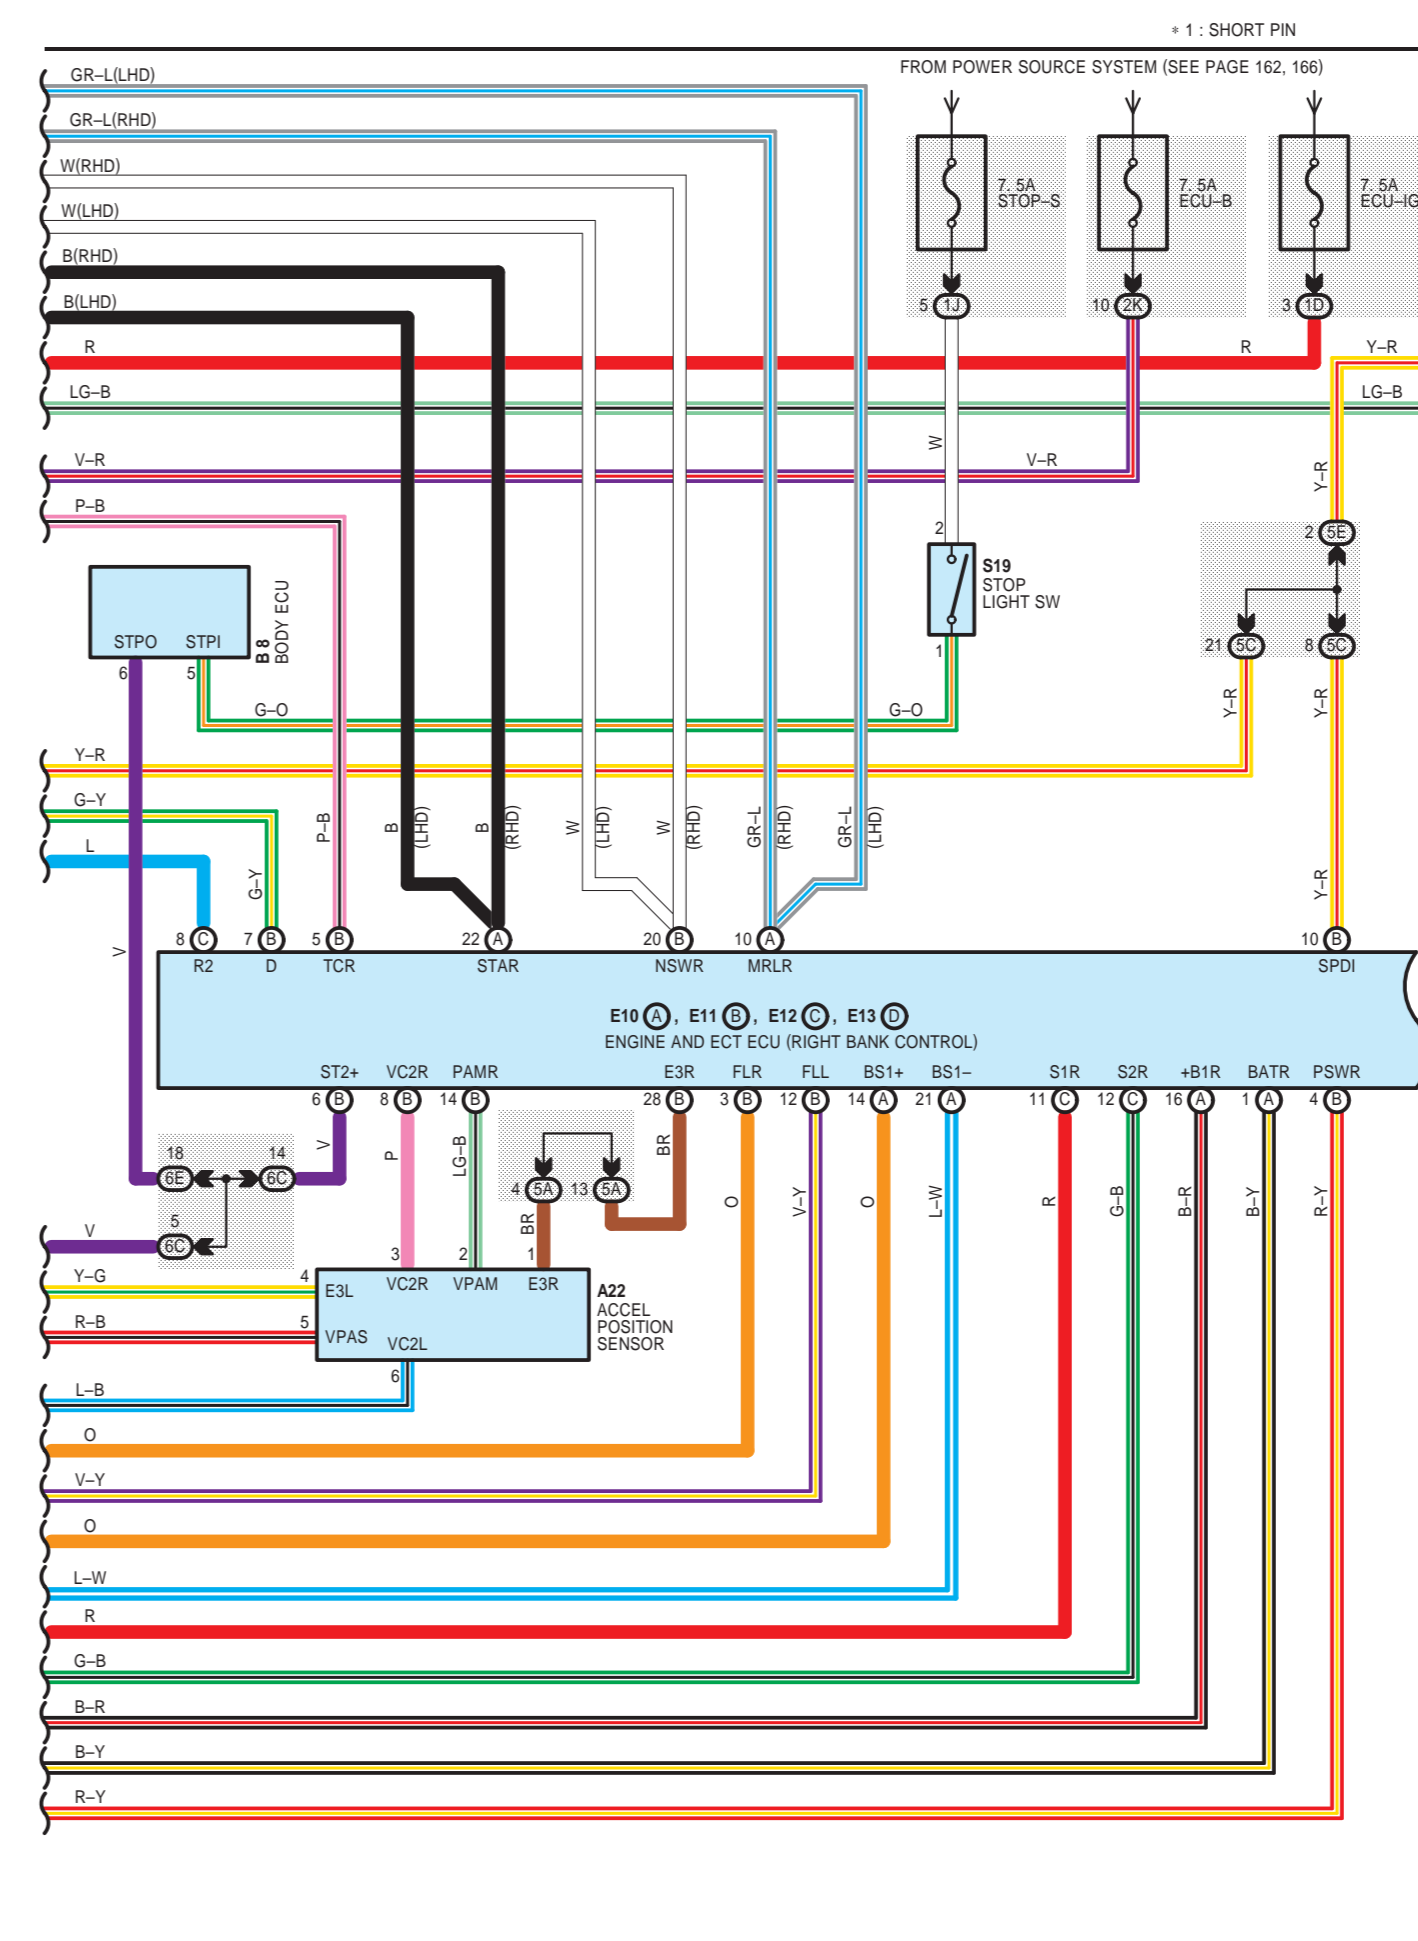 * 1 : SHORT PIN
FROM POWER SOURCE SYSTEM (SEE PAGE 162, 166)
GR–L(LHD)
GR–L(RHD)
W(RHD)
W(LHD)
B(RHD)
B(LHD)
7. 5A
STOP–S
7. 5A
ECU–B
7. 5A
ECU–IG
5 1J
10 2K
3 1D
R
R
Y–R
LG–B
LG–B
W
V–R
V–R
Y–R
P–B
2
2 5E
S19
STOP
LIGHT SW
1
B 8
BODY ECU
STPO
STPI
6
5
21 5C
8 5C
G–O
G–O
Y–R
Y–R
Y–R
G–Y
L
P–B
B
(LHD)
B
(RHD)
W
(LHD)
W
(RHD)
GR–L
(RHD)
GR–L
(LHD)
G–Y
Y–R
V
8 C
7 B
5 B
22 A
20 B
10 A
10 B
R2
D
TCR
STAR
NSWR
MRLR
SPDI
E10 A , E11 B , E12 C , E13 D
ENGINE AND ECT ECU (RIGHT BANK CONTROL)
ST2+
VC2R
PAMR
E3R
FLR
FLL
BS1+
BS1–
S1R
S2R
+B1R
BATR
PSWR
6 B
8 B
14 B
28 B
3 B
12 B
14 A
21 A
11 C
12 C
16 A
1 A
4 B
V
P
LG–B
BR
O
V–Y
O
L–W
R
G–B
B–R
B–Y
R–Y
18
6E
14
6C
4 5A
13 5A
BR
5
6C
V
3
2
1
Y–G
4
E3L
VC2R
VPAM
E3R
A22
ACCEL
POSITION
SENSOR
R–B
5
VPAS
VC2L
6
L–B
O
V–Y
O
L–W
R
G–B
B–R
B–Y
R–Y